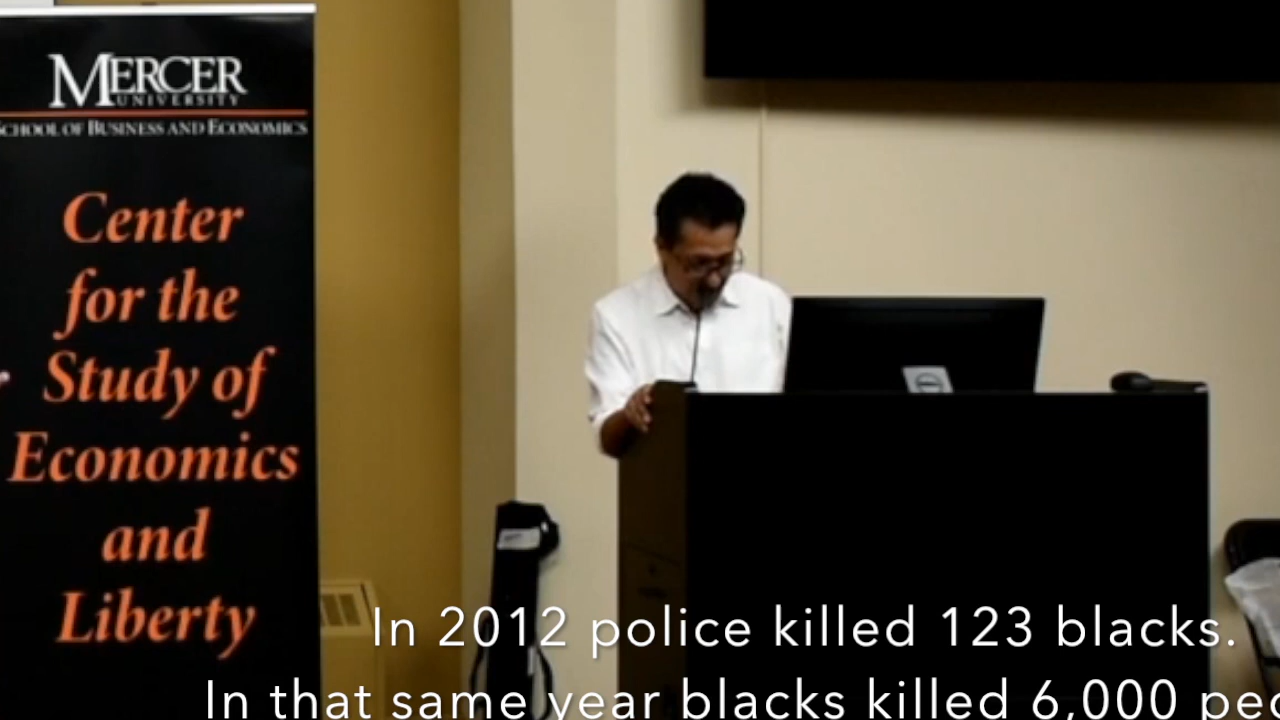 MERCER
UNIVERSITY
SCHOOL OF BUSINESS AND ECONOMICS
Center
for the
Study of
Economics
and
Liberty
In 2012 police killed 123 blacks.
In that same year blacks killed 6,000